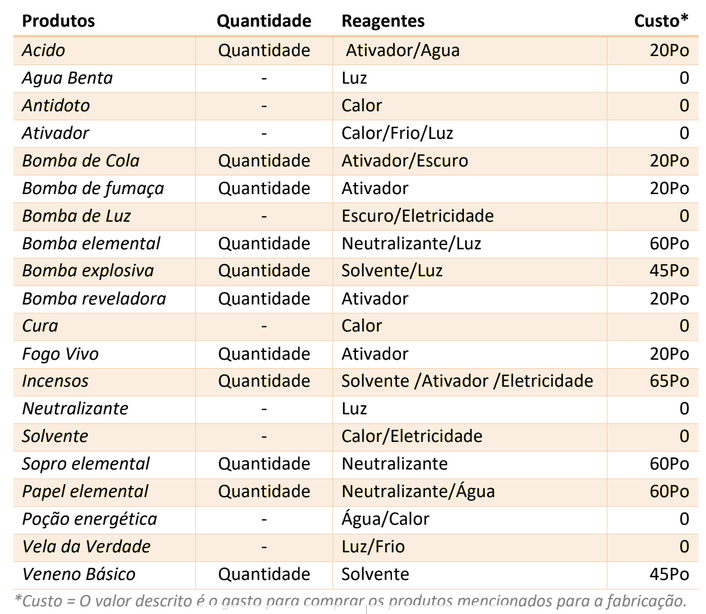 Produtos Quantidade Reagentes Custo*
Acido Quantidade Ativador/Agua 20Po
Agua Benta - Luz 0
Antidoto - Calor 0
Ativador - Calor/Frio/Luz 0
Bomba de Cola Quantidade Ativador/Escuro 20Po
Bomba de fumaça Quantidade Ativador 20Po
Bomba de Luz - Escuro/Eletricidade 0
Bomba elemental Quantidade Neutralizante/Luz 60Po
Bomba explosiva Quantidade Solvente/Luz 45Po
Bomba reveladora Quantidade Ativador 20Po
Cura - Calor 0
Fogo Vivo Quantidade Ativador 20Po
Incensos Quantidade Solvente /Ativador /Eletricidade 65Po
Neutralizante - Luz 0
Solvente - Calor/Eletricidade 0
Sopro elemental Quantidade Neutralizante 60Po
Papel elemental Quantidade Neutralizante/Água 60Po
Poção energética - Água/Calor 0
Vela da Verdade - Luz/Frio 0
Veneno Básico Quantidade Solvente 45Po
*Custo = O valor descrito é o gasto para comprar os produtos mencionados para a fabricação.